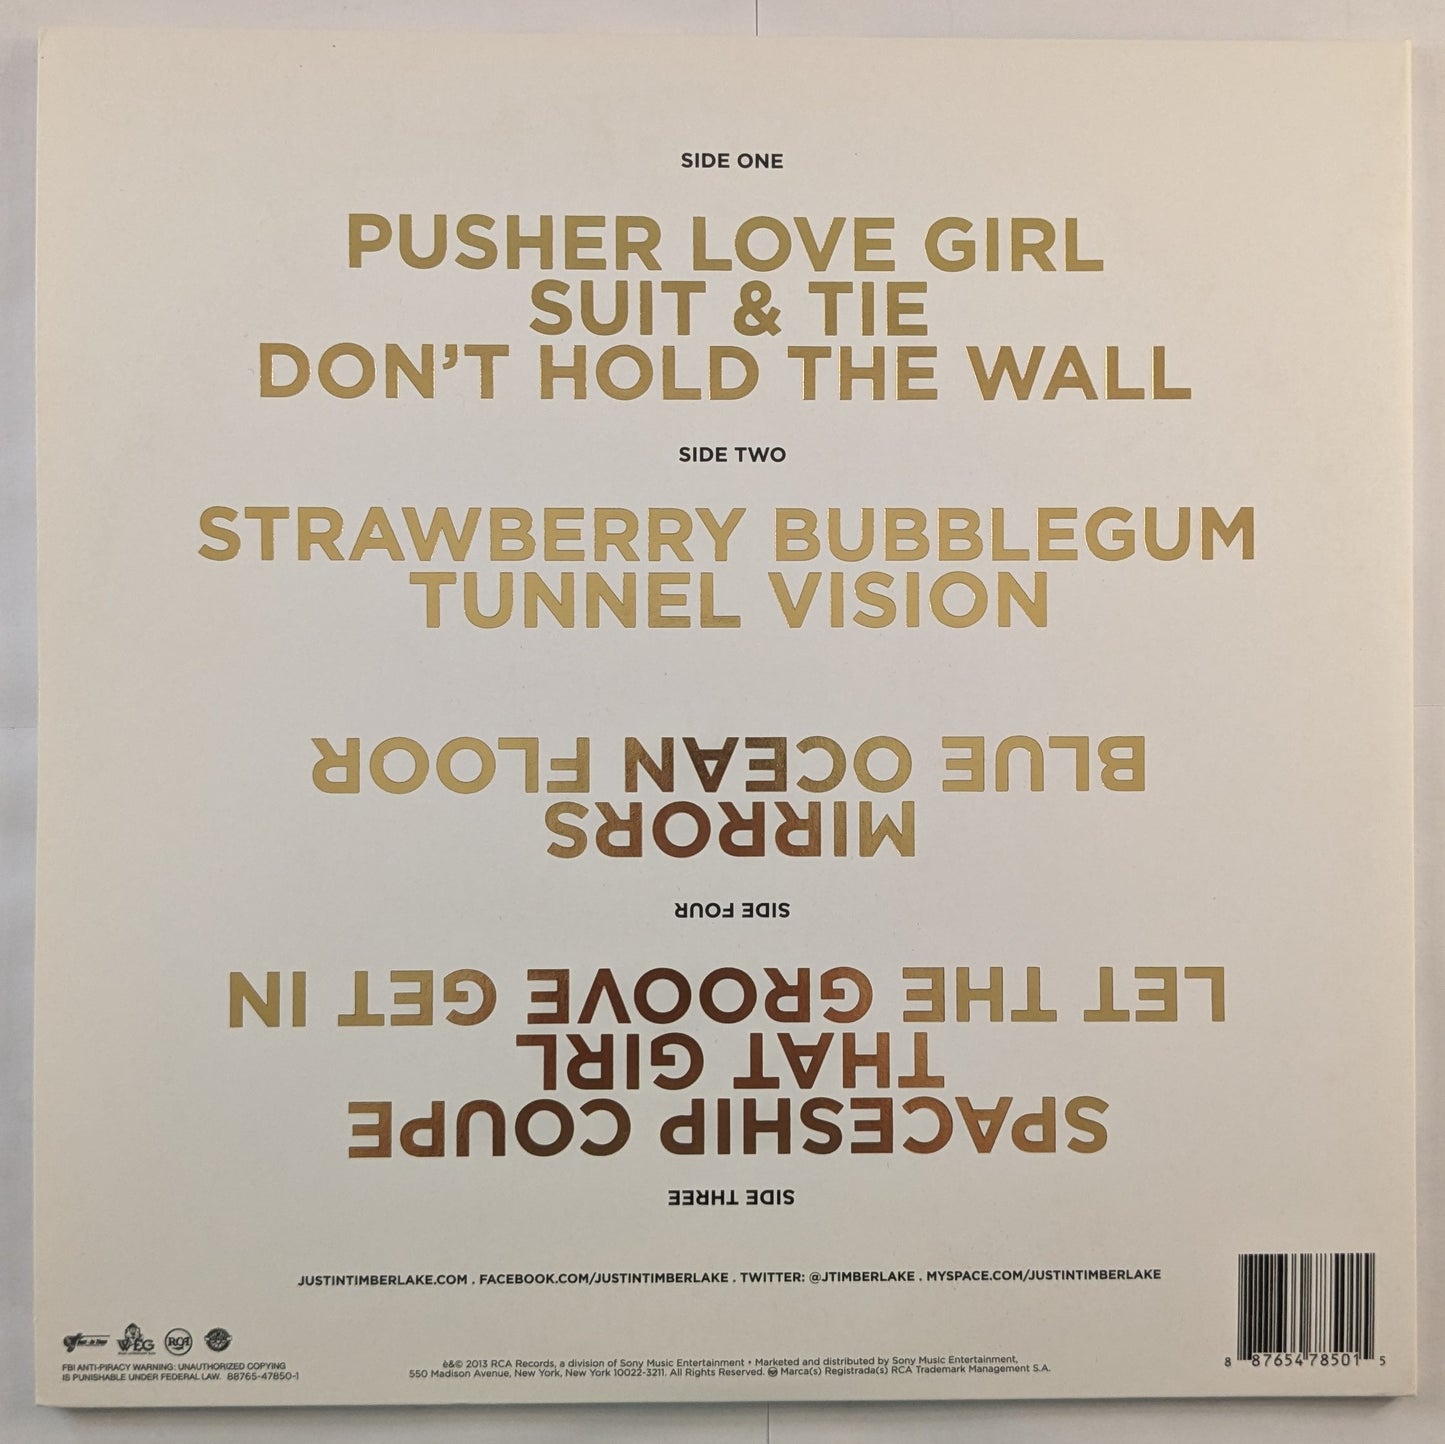 SIDE ONE
PUSHER LOVE GIRL
SUIT & TIE
DON'T HOLD THE WALL
SIDE TWO
STRAWBERRY BUBBLEGUM
TUNNEL VISION
SIDE THREE
SPACESHIP COUPE
THAT GIRL
LET THE GROOVE GET IN
SIDE FOUR
MIRRORS
BLUE OCEAN FLOOR
JUSTINTIMBERLAKE.COM . FACEBOOK.COM/JUSTINTIMBERLAKE . TWITTER: @JTIMBERLAKE . MYSPACE.COM/JUSTINTIMBERLAKE
WEG
RCA
FBI ANTI-PIRACY WARNING: UNAUTHORIZED COPYING
IS PUNISHABLE UNDER FEDERAL LAW. 88765-47850-1
è&© 2013 RCA Records, a division of Sony Music Entertainment • Marketed and distributed by Sony Music Entertainment,
550 Madison Avenue, New York, New York 10022-3211. All Rights Reserved. Marca(s) Registrada(s) RCA Trademark Management S.A.
8 87654 78501 5